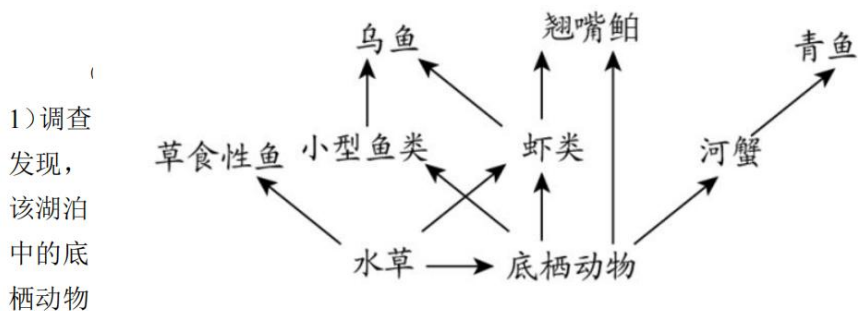 乌鱼
翘嘴鲌
青鱼
（
1）调查
发现，
草食性鱼 小型鱼类 虾类 河蟹
该湖泊
中的底
水草 底栖动物
栖动物